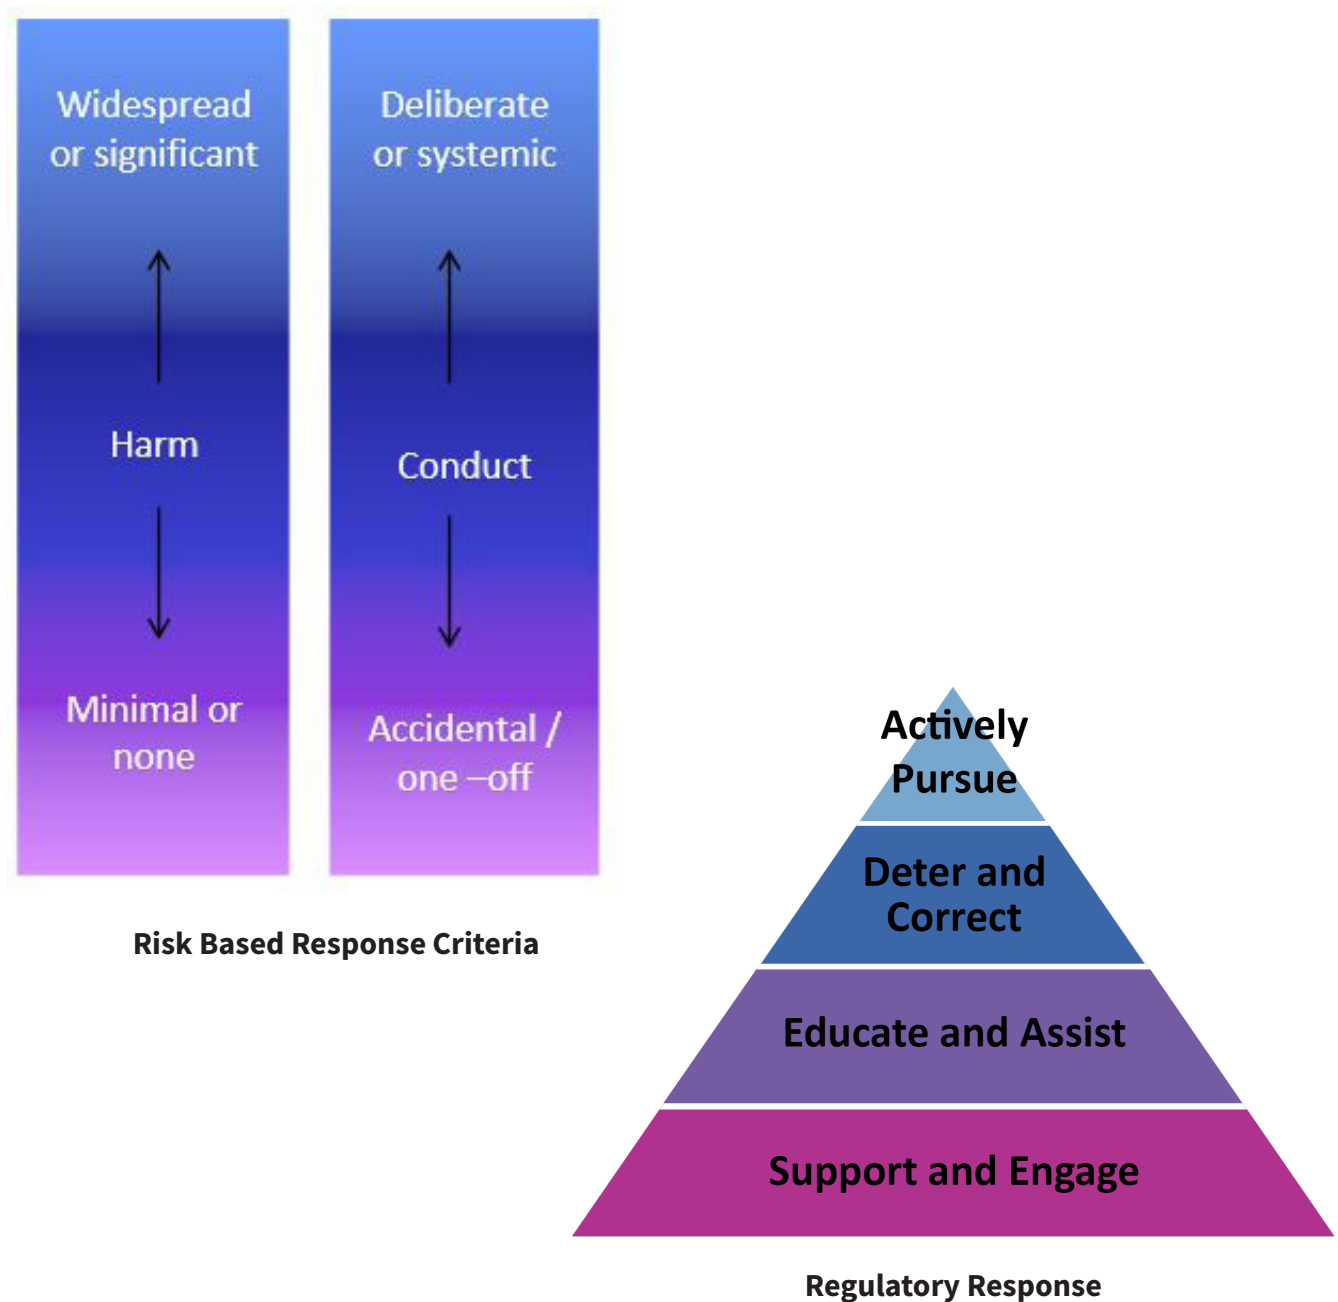 Widespread
or significant
Harm
Minimal or
none
Deliberate
or systemic
Conduct
Accidental /
one –off
Risk Based Response Criteria
Actively
Pursue
Deter and
Correct
Educate and Assist
Support and Engage
Regulatory Response